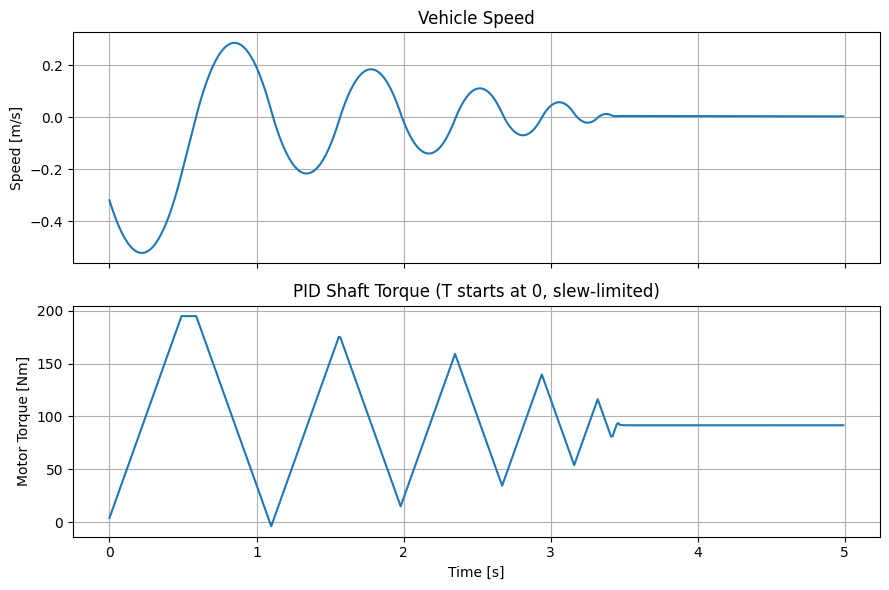 Vehicle Speed
Speed [m/s]
0.2
0.0
−0.2
−0.4
PID Shaft Torque (T starts at 0, slew-limited)
Motor Torque [Nm]
200
150
100
50
0
0 1 2 3 4 5
Time [s]